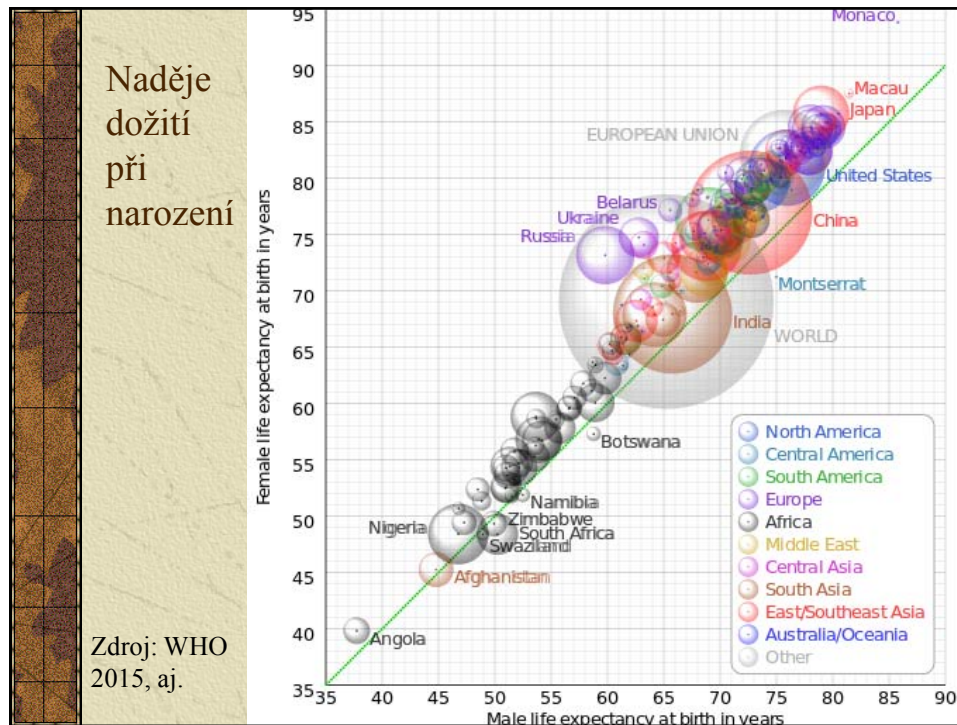 Naděje
dožití
při
narození
Zdroj: WHO
2015, aj.
Female life expectancy at birth in years
95
90
85
80
75
70
65
60
55
50
45
40
35
35 40 45 50 55 60 65 70 75 80 85 90
Male life expectancy at birth in years
Monaco
Macau
Japan
EUROPEAN UNION
United States
Belarus
Ukraine
Russia
China
Montserrat
India
WORLD
Botswana
Namibia
Nigeria
Zimbabwe
South Africa
Swaziland
Afghanistan
Angola
North America
Central America
South America
Europe
Africa
Middle East
Central Asia
South Asia
East/Southeast Asia
Australia/Oceania
Other